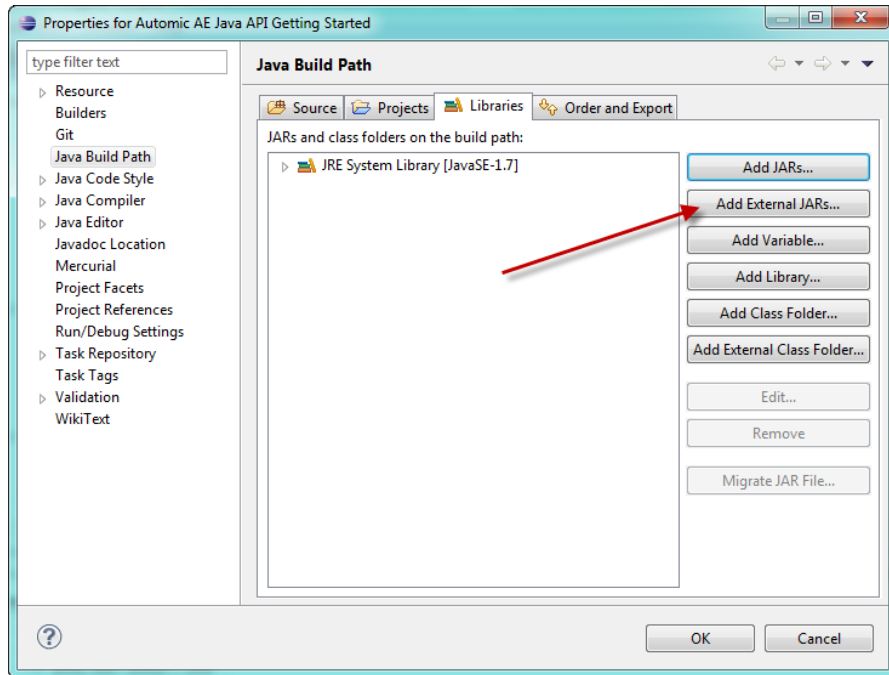 Properties for Automic AE Java API Getting Started
type filter text
Resource
Builders
Git
Java Build Path
Java Code Style
Java Compiler
Java Editor
Javadoc Location
Mercurial
Project Facets
Project References
Run/Debug Settings
Task Repository
Task Tags
Validation
WikiText
Java Build Path
Source Projects Libraries Order and Export
JARs and class folders on the build path:
JRE System Library [JavaSE-1.7]
Add JARs...
Add External JARs...
Add Variable...
Add Library...
Add Class Folder...
Add External Class Folder...
Edit...
Remove
Migrate JAR File...
OK Cancel